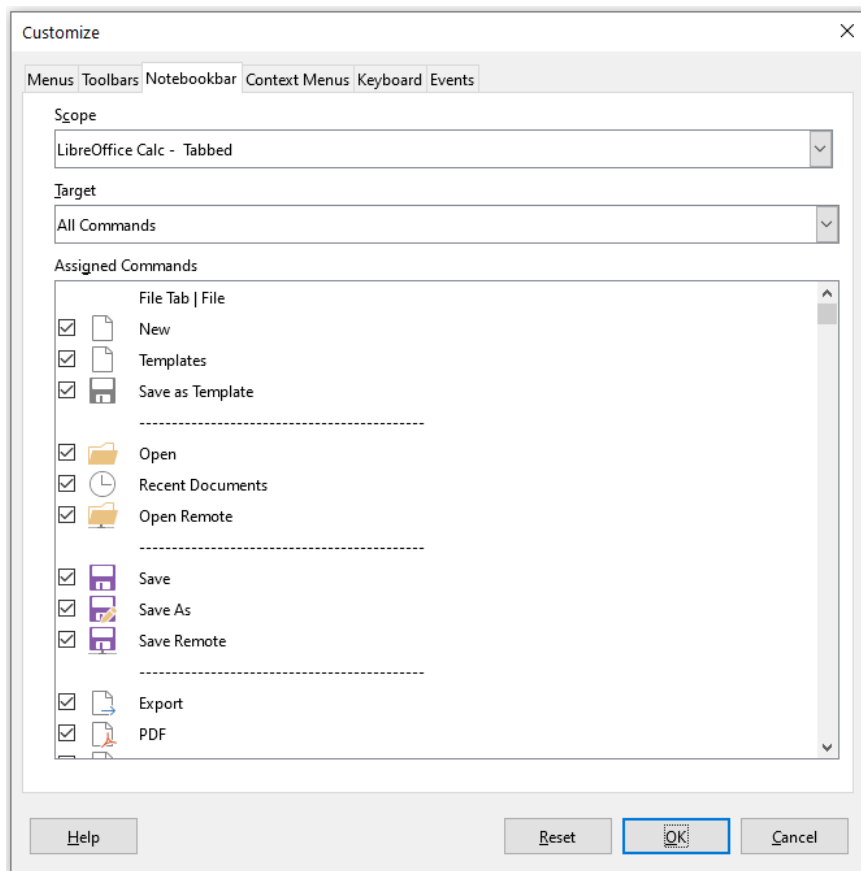 Customize
Menus Toolbars Notebookbar Context Menus Keyboard Events
Scope
LibreOffice Calc - Tabbed
Target
All Commands
Assigned Commands
File Tab | File
New
Templates
Save as Template
--------------------------------------------
Open
Recent Documents
Open Remote
--------------------------------------------
Save
Save As
Save Remote
--------------------------------------------
Export
PDF
Help Reset OK Cancel